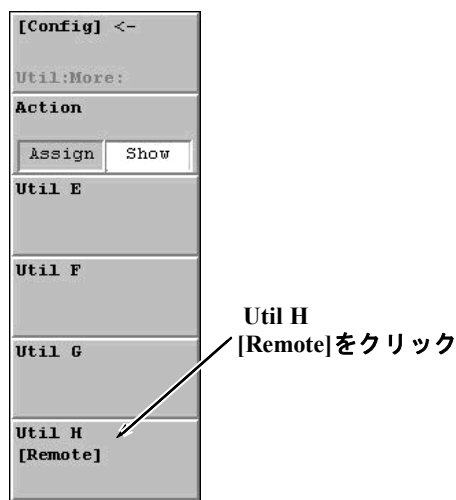 [Config] <-
Util:More:
Action
Assign Show
Util E
Util F
Util G
Util H
[Remote]
Util H
[Remote]をクリック